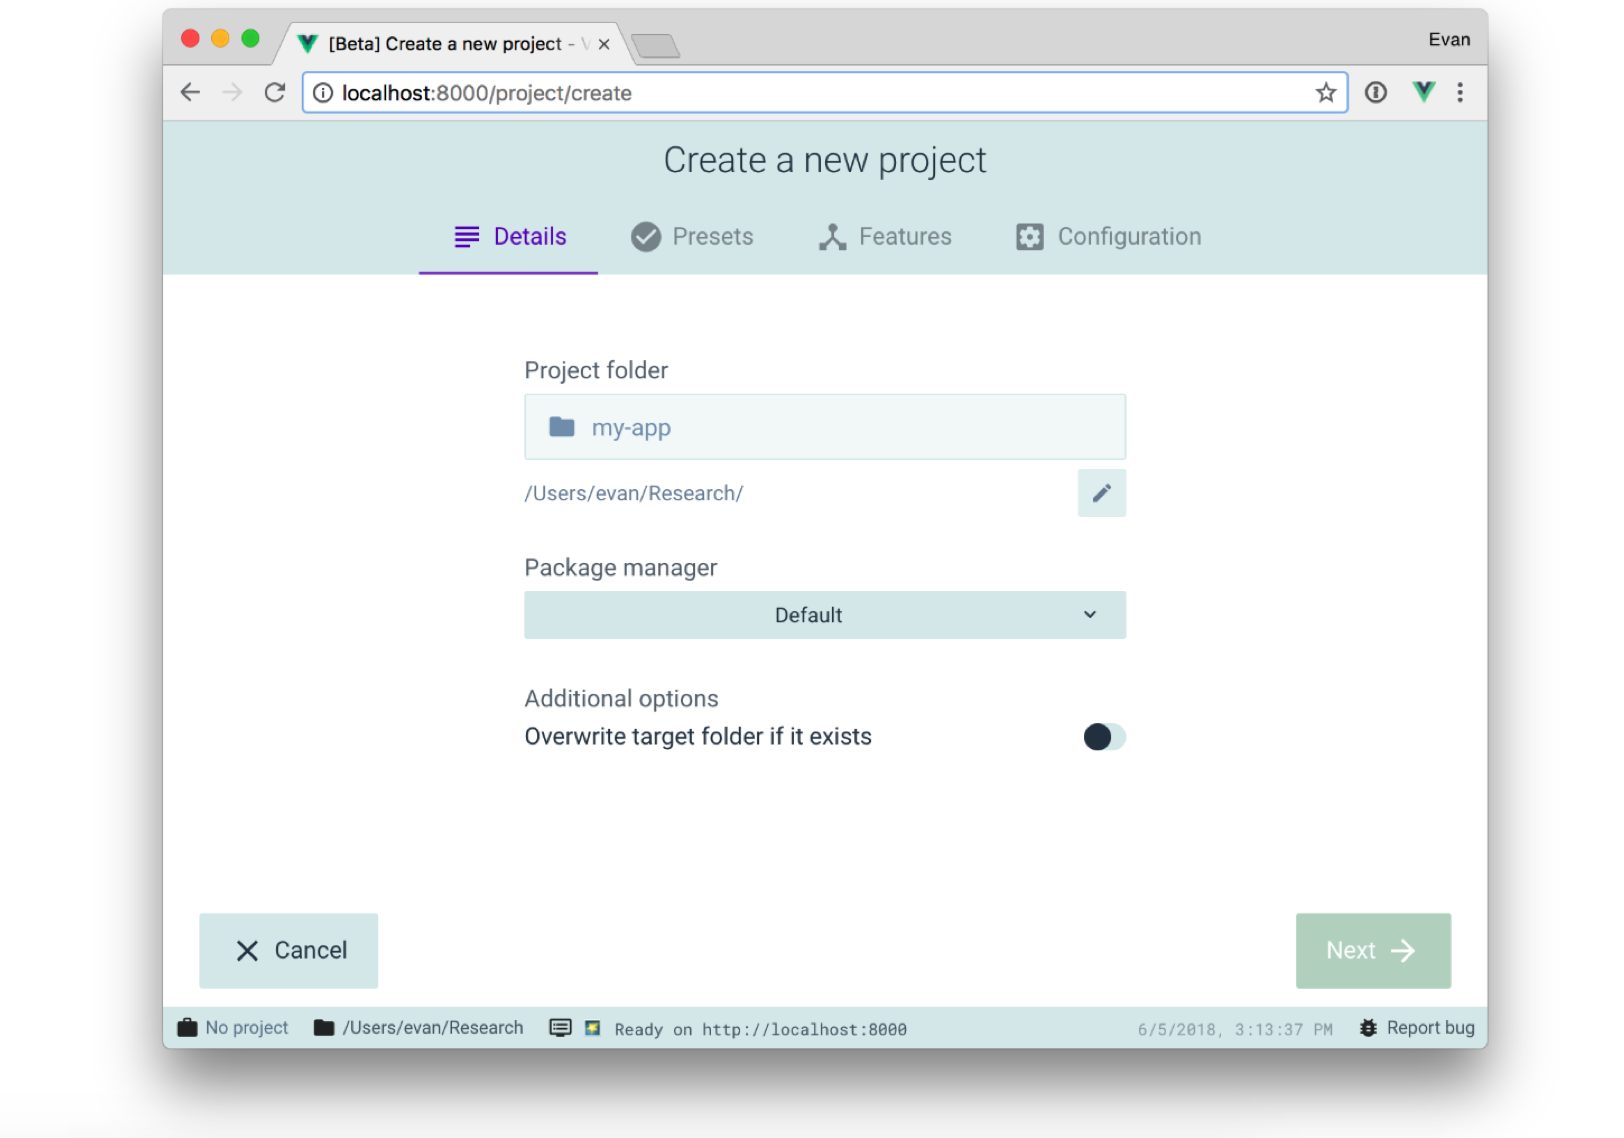 [Beta] Create a new project -
Evan
localhost:8000/project/create
Create a new project
Details
Presets
Features
Configuration
Project folder
my-app
/Users/evan/Research/
Package manager
Default
Additional options
Overwrite target folder if it exists
Cancel
Next
No project
/Users/evan/Research
Ready on http://localhost:8000
6/5/2018, 3:13:37 PM
Report bug